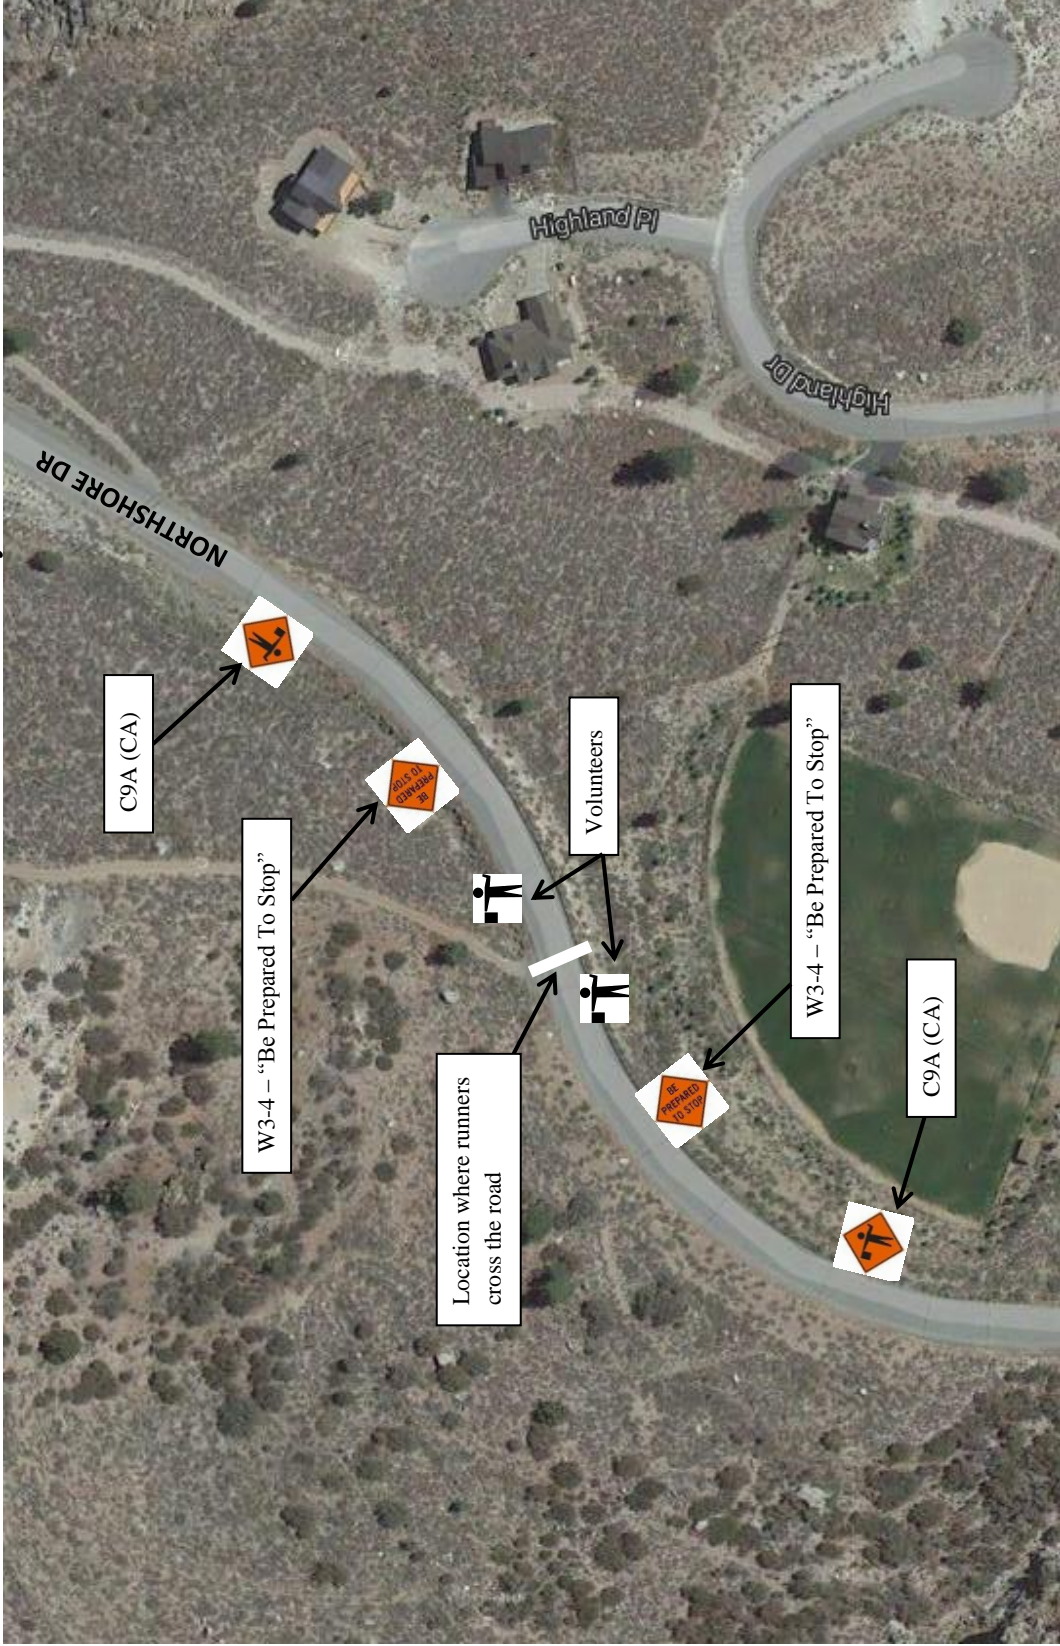 NORTHSHORE DR
Highland Pl
Highland Dr
C9A (CA)
W3-4 – “Be Prepared To Stop”
BE
PREPARED
TO STOP
Location where runners
cross the road
Volunteers
BE
PREPARED
TO STOP
W3-4 – “Be Prepared To Stop”
C9A (CA)